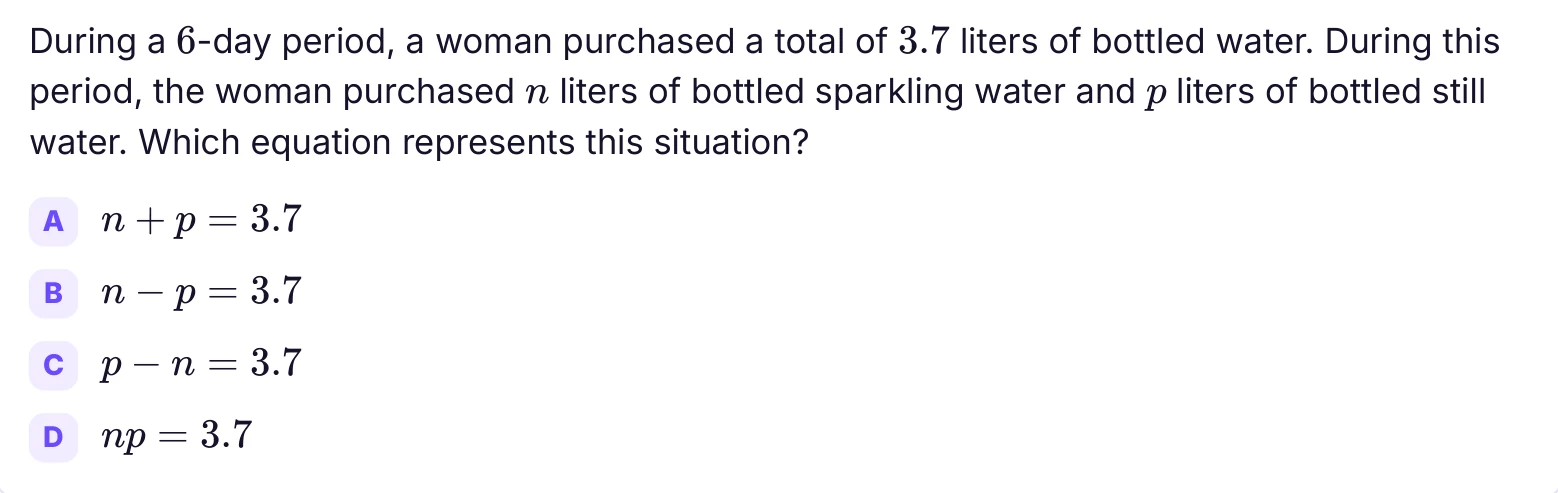 During a 6-day period, a woman purchased a total of 3.7 liters of bottled water. During this
period, the woman purchased n liters of bottled sparkling water and p liters of bottled still
water. Which equation represents this situation?
A n + p = 3.7
B n − p = 3.7
C p − n = 3.7
D np = 3.7